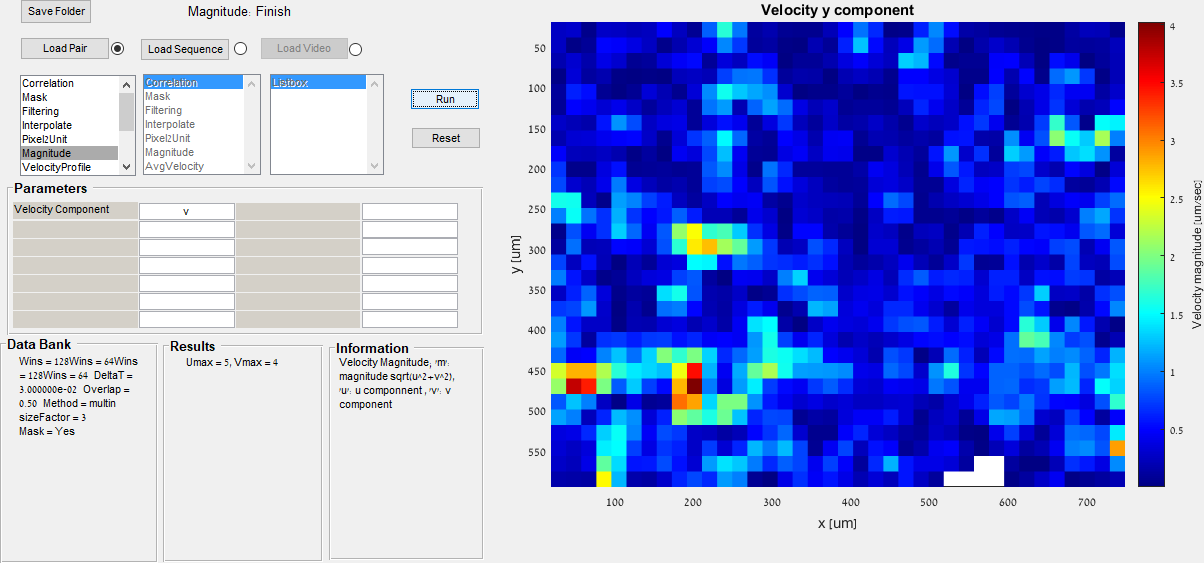 Save Folder
Magnitude: Finish
Load Pair
Load Sequence
Load Video
Correlation
Mask
Filtering
Interpolate
Pixel2Unit
Magnitude
VelocityProfile
Correlation
Mask
Filtering
Interpolate
Pixel2Unit
Magnitude
AvgVelocity
Listbox
Run
Reset
Parameters
Velocity Component
v
Data Bank
Wins = 128Wins = 64Wins
= 128Wins = 64 DeltaT =
3.000000e-02 Overlap =
0.50 Method = multin
sizeFactor = 3
Mask = Yes
Results
Umax = 5, Vmax = 4
Information
Velocity Magnitude, 'm':
magnitude sqrt(u^2+v^2),
'u': u componnent ,'v': v
component
Velocity y component
50
100
150
200
250
300
350
400
450
500
550
y [um]
100
200
300
400
500
600
700
x [um]
4
3.5
3
2.5
2
1.5
1
0.5
Velocity magnitude [um/sec]